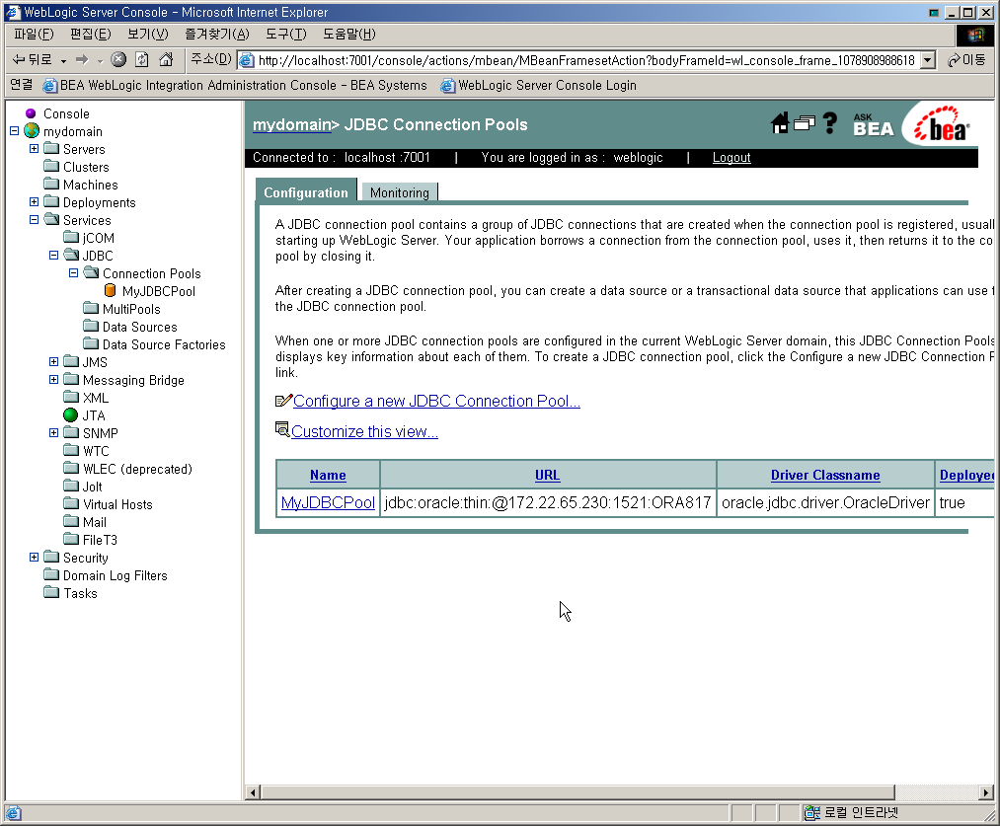 WebLogic Server Console - Microsoft Internet Explorer
파일(F) 편집(E) 보기(V) 즐겨찾기(A) 도구(T) 도움말(H)
뒤로 주소(D) http://localhost:7001/console/actions/mbean/MBeanFramesetAction?bodyFrameId=wl_console_frame_1078908988618 이동
연결 BEA WebLogic Integration Administration Console - BEA Systems WebLogic Server Console Login
Console
mydomain
Servers
Clusters
Machines
Deployments
Services
jCOM
JDBC
Connection Pools
MyJDBCPool
MultiPools
Data Sources
Data Source Factories
JMS
Messaging Bridge
XML
JTA
SNMP
WTC
WLEC (deprecated)
Jolt
Virtual Hosts
Mail
FileT3
Security
Domain Log Filters
Tasks
mydomain> JDBC Connection Pools
? ASK BEA bea
Connected to : localhost :7001 | You are logged in as : weblogic | Logout
Configuration Monitoring
A JDBC connection pool contains a group of JDBC connections that are created when the connection pool is registered, usuall
starting up WebLogic Server. Your application borrows a connection from the connection pool, uses it, then returns it to the co
pool by closing it.
After creating a JDBC connection pool, you can create a data source or a transactional data source that applications can use
the JDBC connection pool.
When one or more JDBC connection pools are configured in the current WebLogic Server domain, this JDBC Connection Pools
displays key information about each of them. To create a JDBC connection pool, click the Configure a new JDBC Connection P
link.
Configure a new JDBC Connection Pool...
Customize this view...
Name URL Driver Classname Deployed
MyJDBCPool jdbc:oracle:thin:@172.22.65.230:1521:ORA817 oracle.jdbc.driver.OracleDriver true
로컬 인트라넷